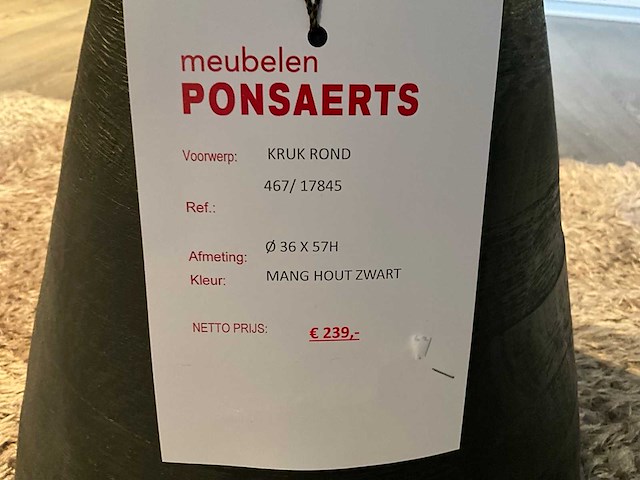 meubelen
PONSAERTS
Voorwerp: KRUK ROND
467/ 17845
Ref.:
Afmeting: Ø 36 X 57H
Kleur: MANG HOUT ZWART
NETTO PRIJS: € 239,-